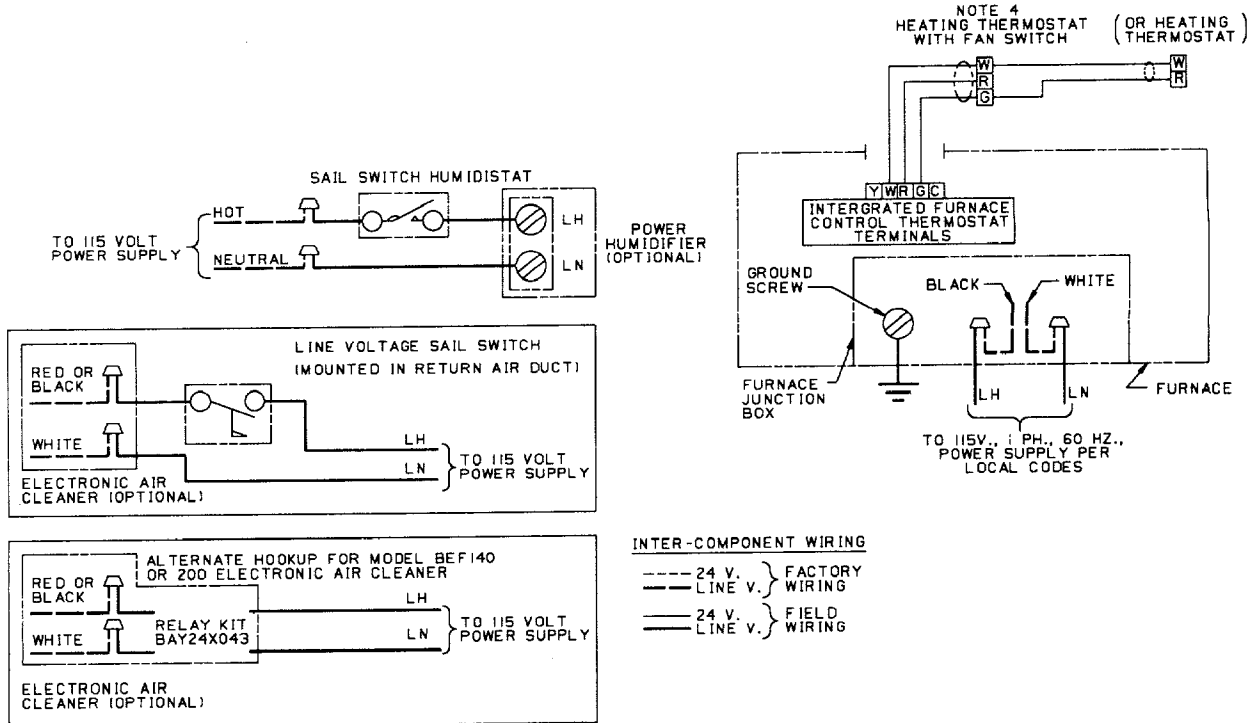 NOTE 4
HEATING THERMOSTAT
WITH FAN SWITCH
(OR HEATING
THERMOSTAT)
W
R
G
W
R
SAIL SWITCH HUMIDISTAT
HOT
NEUTRAL
TO 115 VOLT
POWER SUPPLY
LH
LN
POWER
HUMIDIFIER
(OPTIONAL)
Y W R G C
INTERGRATED FURNACE
CONTROL THERMOSTAT
TERMINALS
GROUND
SCREW
BLACK
WHITE
FURNACE
JUNCTION
BOX
LH
LN
FURNACE
TO 115V., 1 PH., 60 HZ.,
POWER SUPPLY PER
LOCAL CODES
LINE VOLTAGE SAIL SWITCH
(MOUNTED IN RETURN AIR DUCT)
RED OR
BLACK
WHITE
LH
LN
TO 115 VOLT
POWER SUPPLY
ELECTRONIC AIR
CLEANER (OPTIONAL)
ALTERNATE HOOKUP FOR MODEL BEF140
OR 200 ELECTRONIC AIR CLEANER
RED OR
BLACK
WHITE
RELAY KIT
BAY24X043
LH
LN
TO 115 VOLT
POWER SUPPLY
ELECTRONIC AIR
CLEANER (OPTIONAL)
INTER-COMPONENT WIRING
24 V.
LINE V.
FACTORY
WIRING
24 V.
LINE V.
FIELD
WIRING